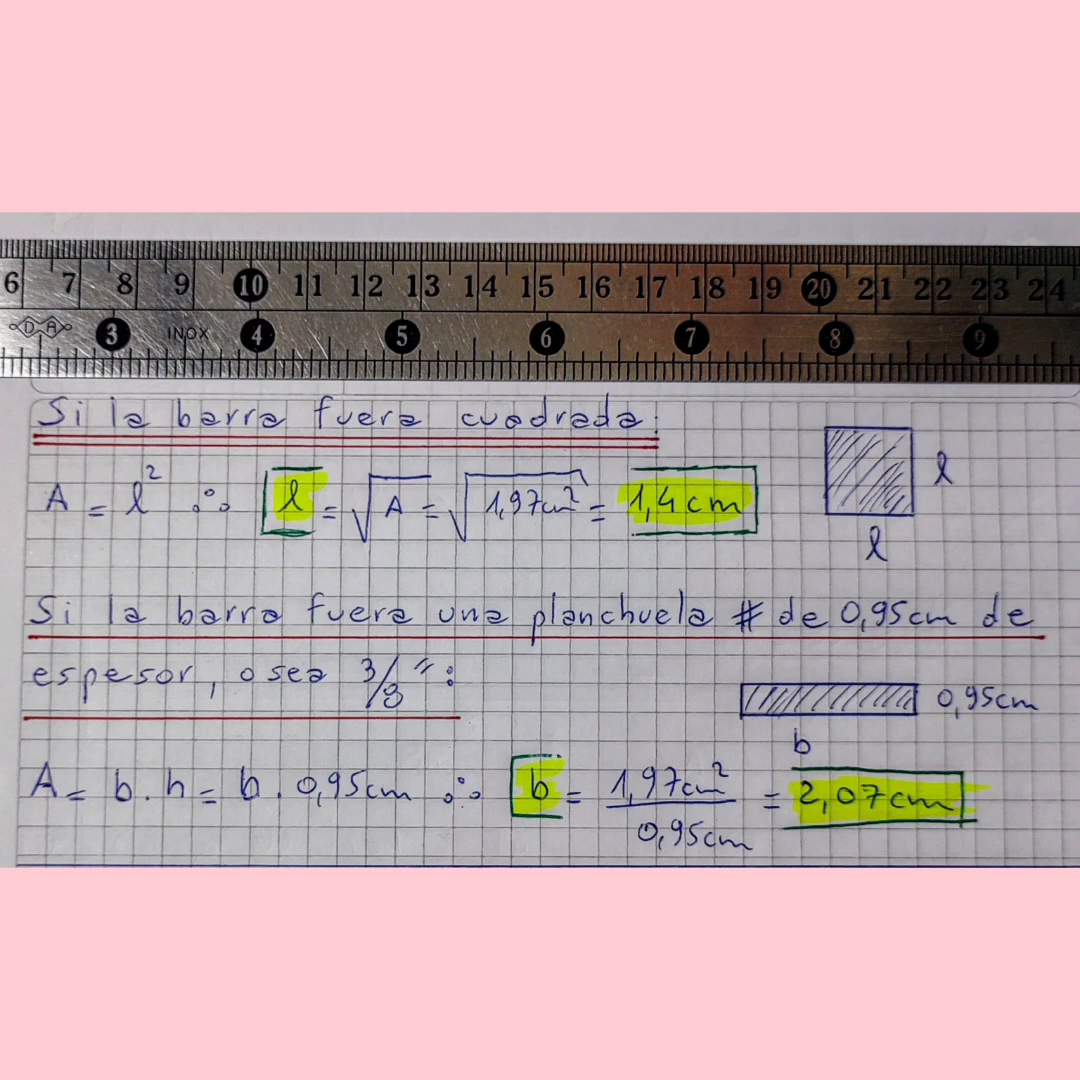 6 7 8 9 10 11 12 13 14 15 16 17 18 19 20 21 22 23 24
D A 3 INOX 4 5 6 7 8 9
Si la barra fuera cuadrada:
A = l² ∴ l = √A = √1,97cm² = 1,4cm
l
l
Si la barra fuera una planchuela # de 0,95cm de
espesor, o sea 3/8":
0,95cm
b
A = b.h = b. 0,95cm ∴ b = 1,97cm² / 0,95cm = 2,07cm